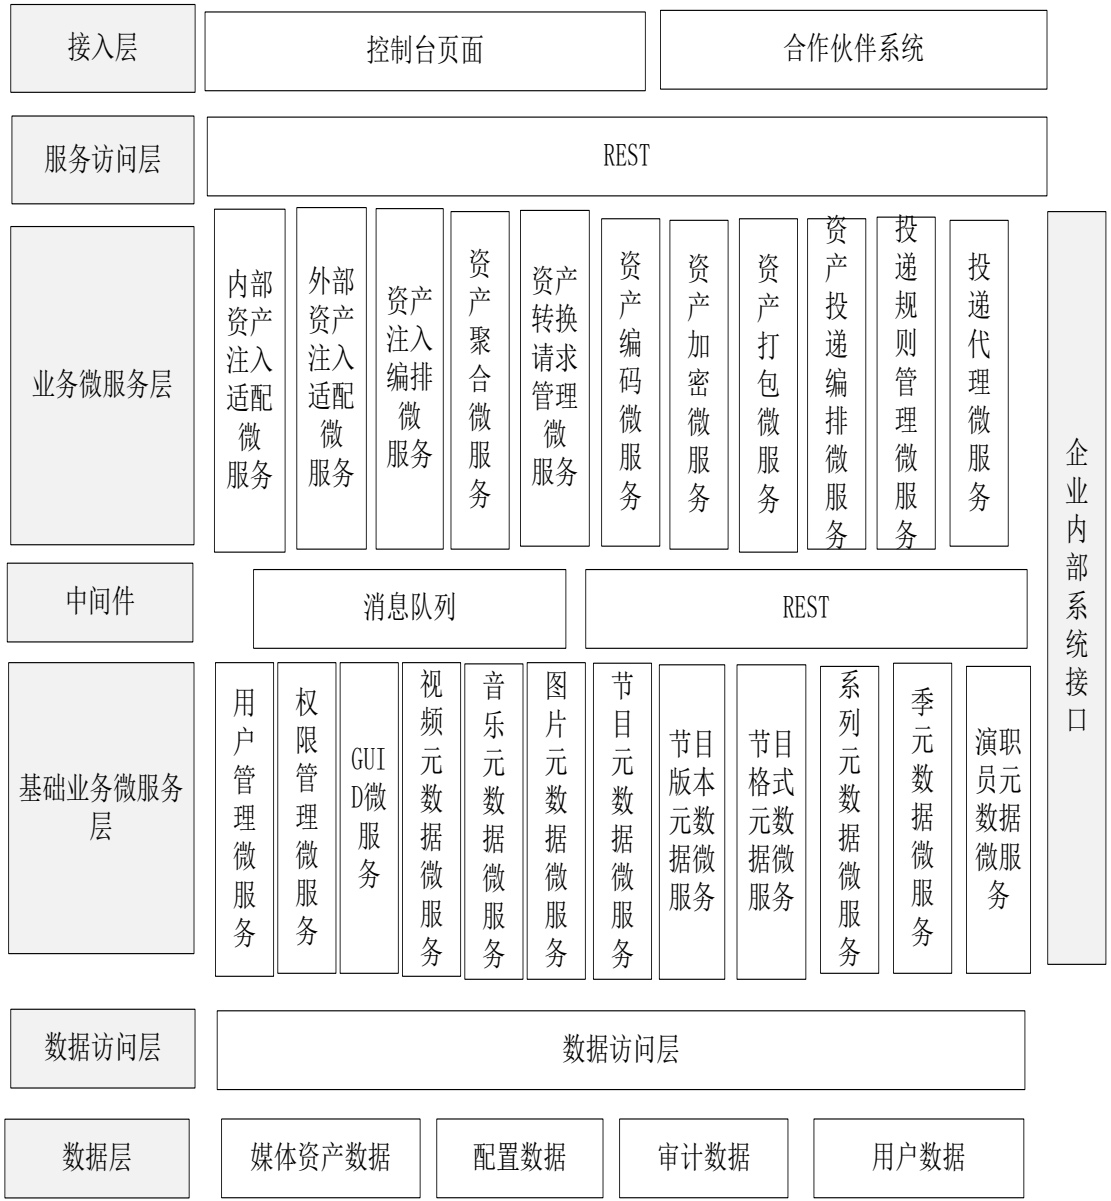 接入层
控制台页面
合作伙伴系统
服务访问层
REST
业务微服务层
内部
资产
注入
适配
微
服务
外部
资产
注入
适配
微
服务
资产
注入
编排
微
服务
资产聚合微服务
资产
转换
请求
管理
微
服务
资产编码微服务
资产加密微服务
资产打包微服务
资产投递编排微服务
投递规则管理微服务
投递代理微服务
企业内部系统接口
中间件
消息队列
REST
基础业务微服务
层
用户管理微服务
权限管理微服务
GUI
D微
服
务
视频元数据微服务
音乐元数据微服务
图片元数据微服务
节目元数据微服务
节目
版本
元数
据微
服务
节目
格式
元数
据微
服务
系列元数据微服务
季元数据微服务
演职
员元
数据
微服
务
数据访问层
数据访问层
数据层
媒体资产数据
配置数据
审计数据
用户数据